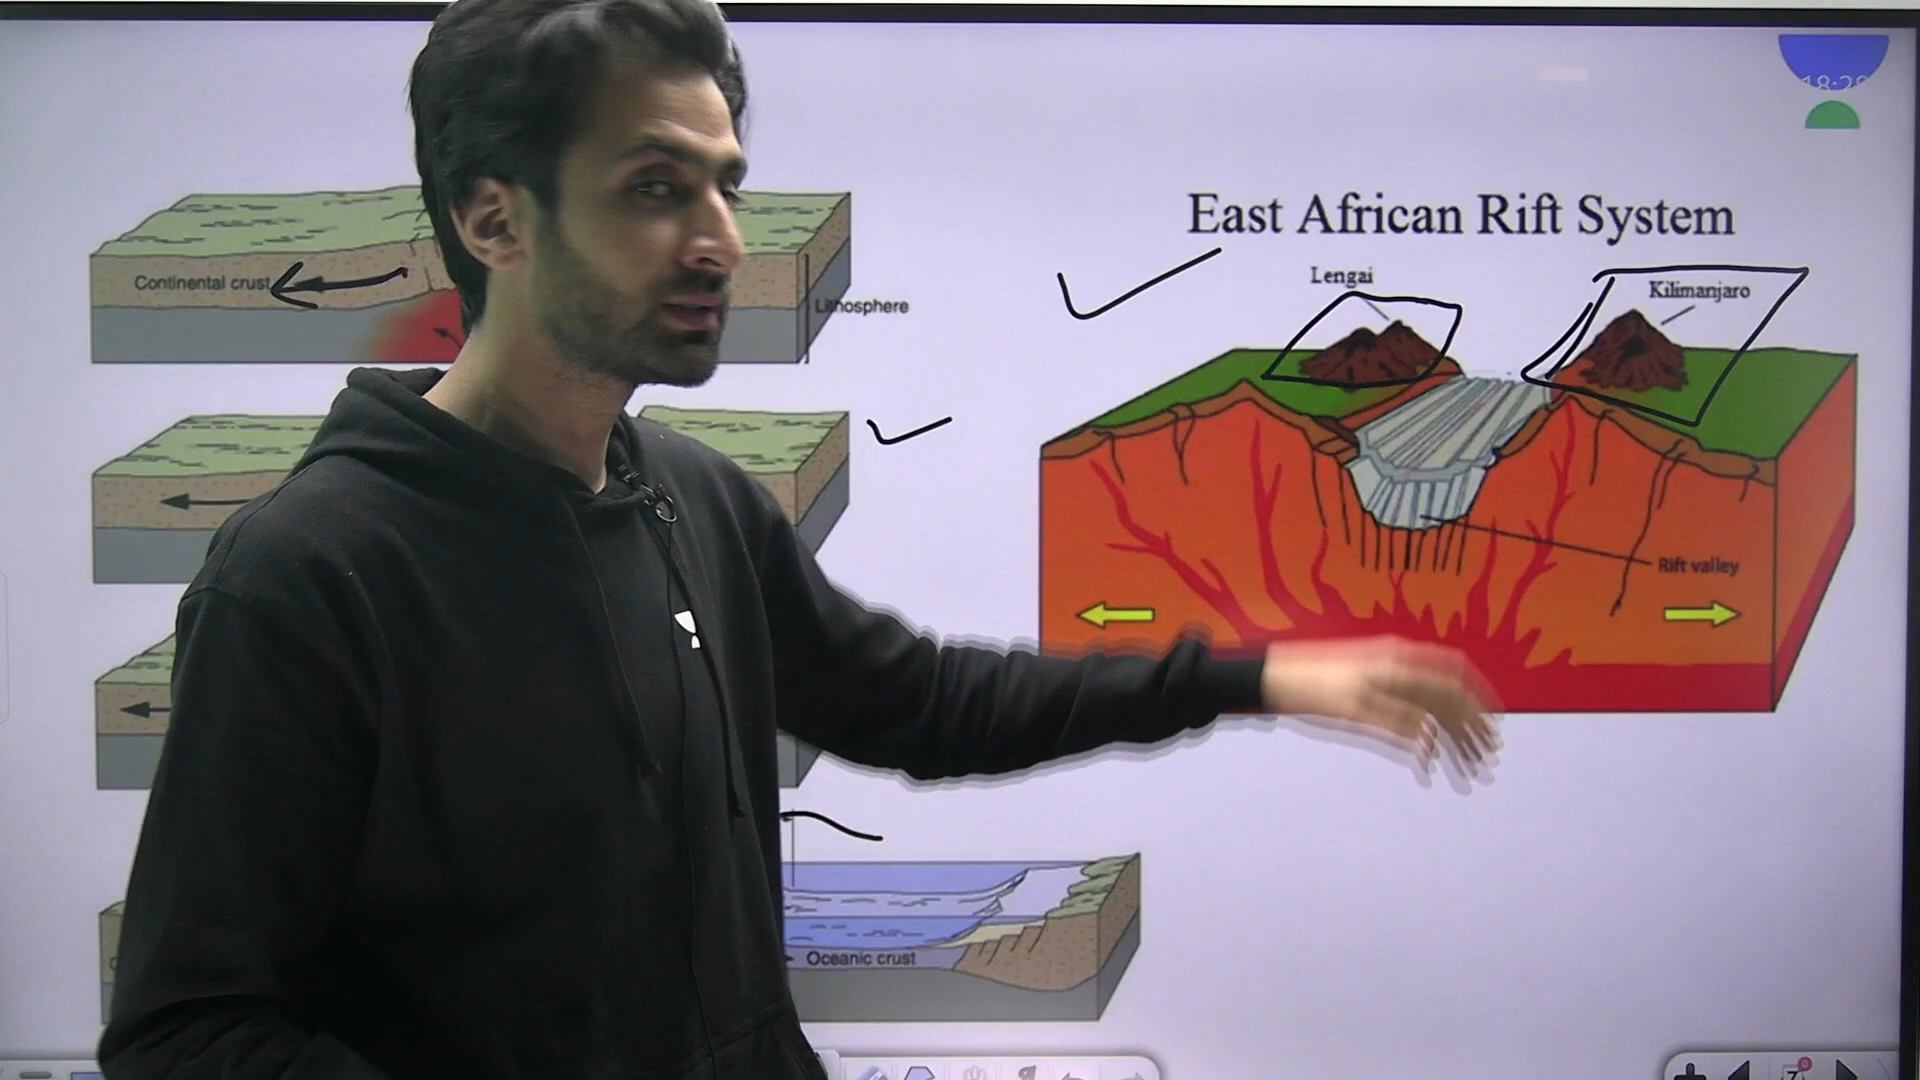 East African Rift System
Lengai
Kilimanjaro
Continental crust
Lithosphere
Rift valley
Oceanic crust